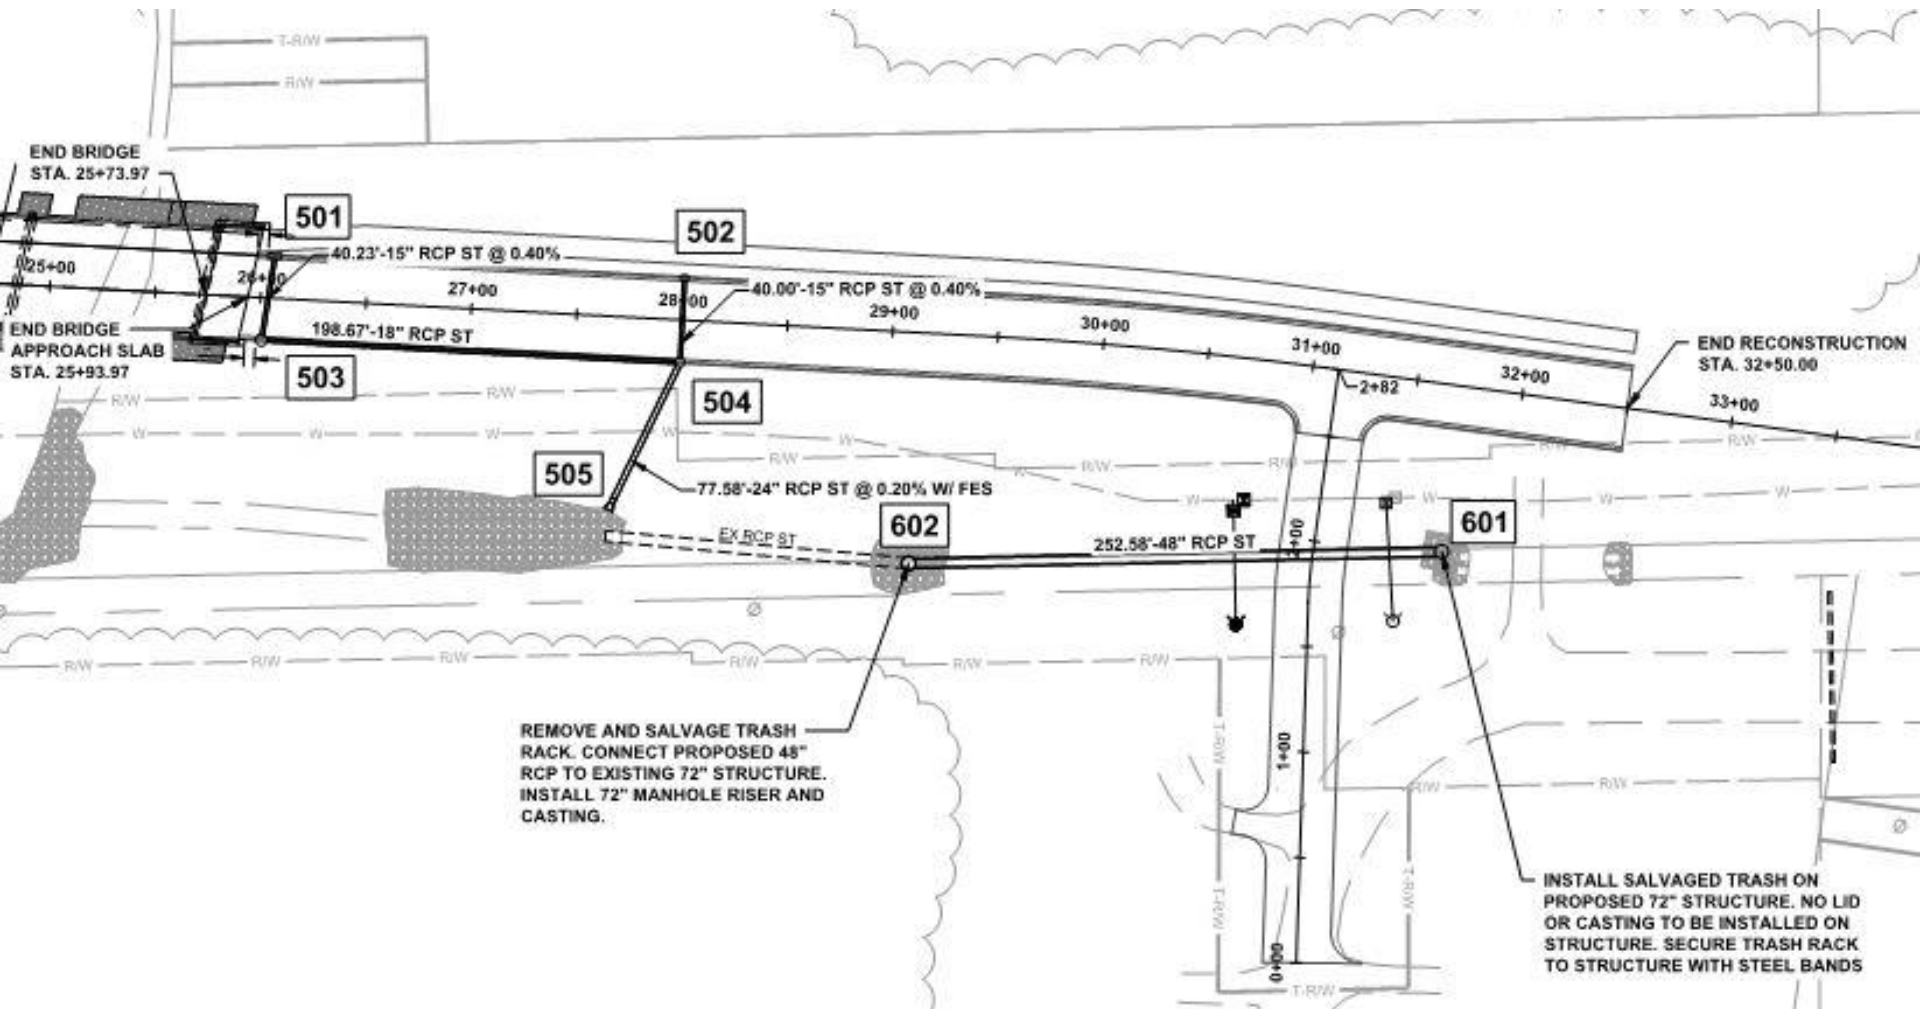 T-R/W
R/W
END BRIDGE
STA. 25+73.97
501
502
40.23'-15" RCP ST @ 0.40%
25+00
27+00
40.00'-15" RCP ST @ 0.40%
28+00
29+00
30+00
31+00
32+00
33+00
2+82
END RECONSTRUCTION
STA. 32+50.00
END BRIDGE
APPROACH SLAB
STA. 25+93.97
198.67'-18" RCP ST
503
504
R/W
R/W
W
W
W
W
W
R/W
W
R/W
R/W
R/W
R/W
505
77.58'-24" RCP ST @ 0.20% W/ FES
W
W
W
W
602
601
EX RCP ST
252.58'-48" RCP ST
2+00
R/W
R/W
R/W
R/W
R/W
R/W
REMOVE AND SALVAGE TRASH
RACK. CONNECT PROPOSED 48"
RCP TO EXISTING 72" STRUCTURE.
INSTALL 72" MANHOLE RISER AND
CASTING.
T-R/W
1+00
R/W
R/W
T-R/W
T-R/W
0+00
T-R/W
INSTALL SALVAGED TRASH ON
PROPOSED 72" STRUCTURE. NO LID
OR CASTING TO BE INSTALLED ON
STRUCTURE. SECURE TRASH RACK
TO STRUCTURE WITH STEEL BANDS